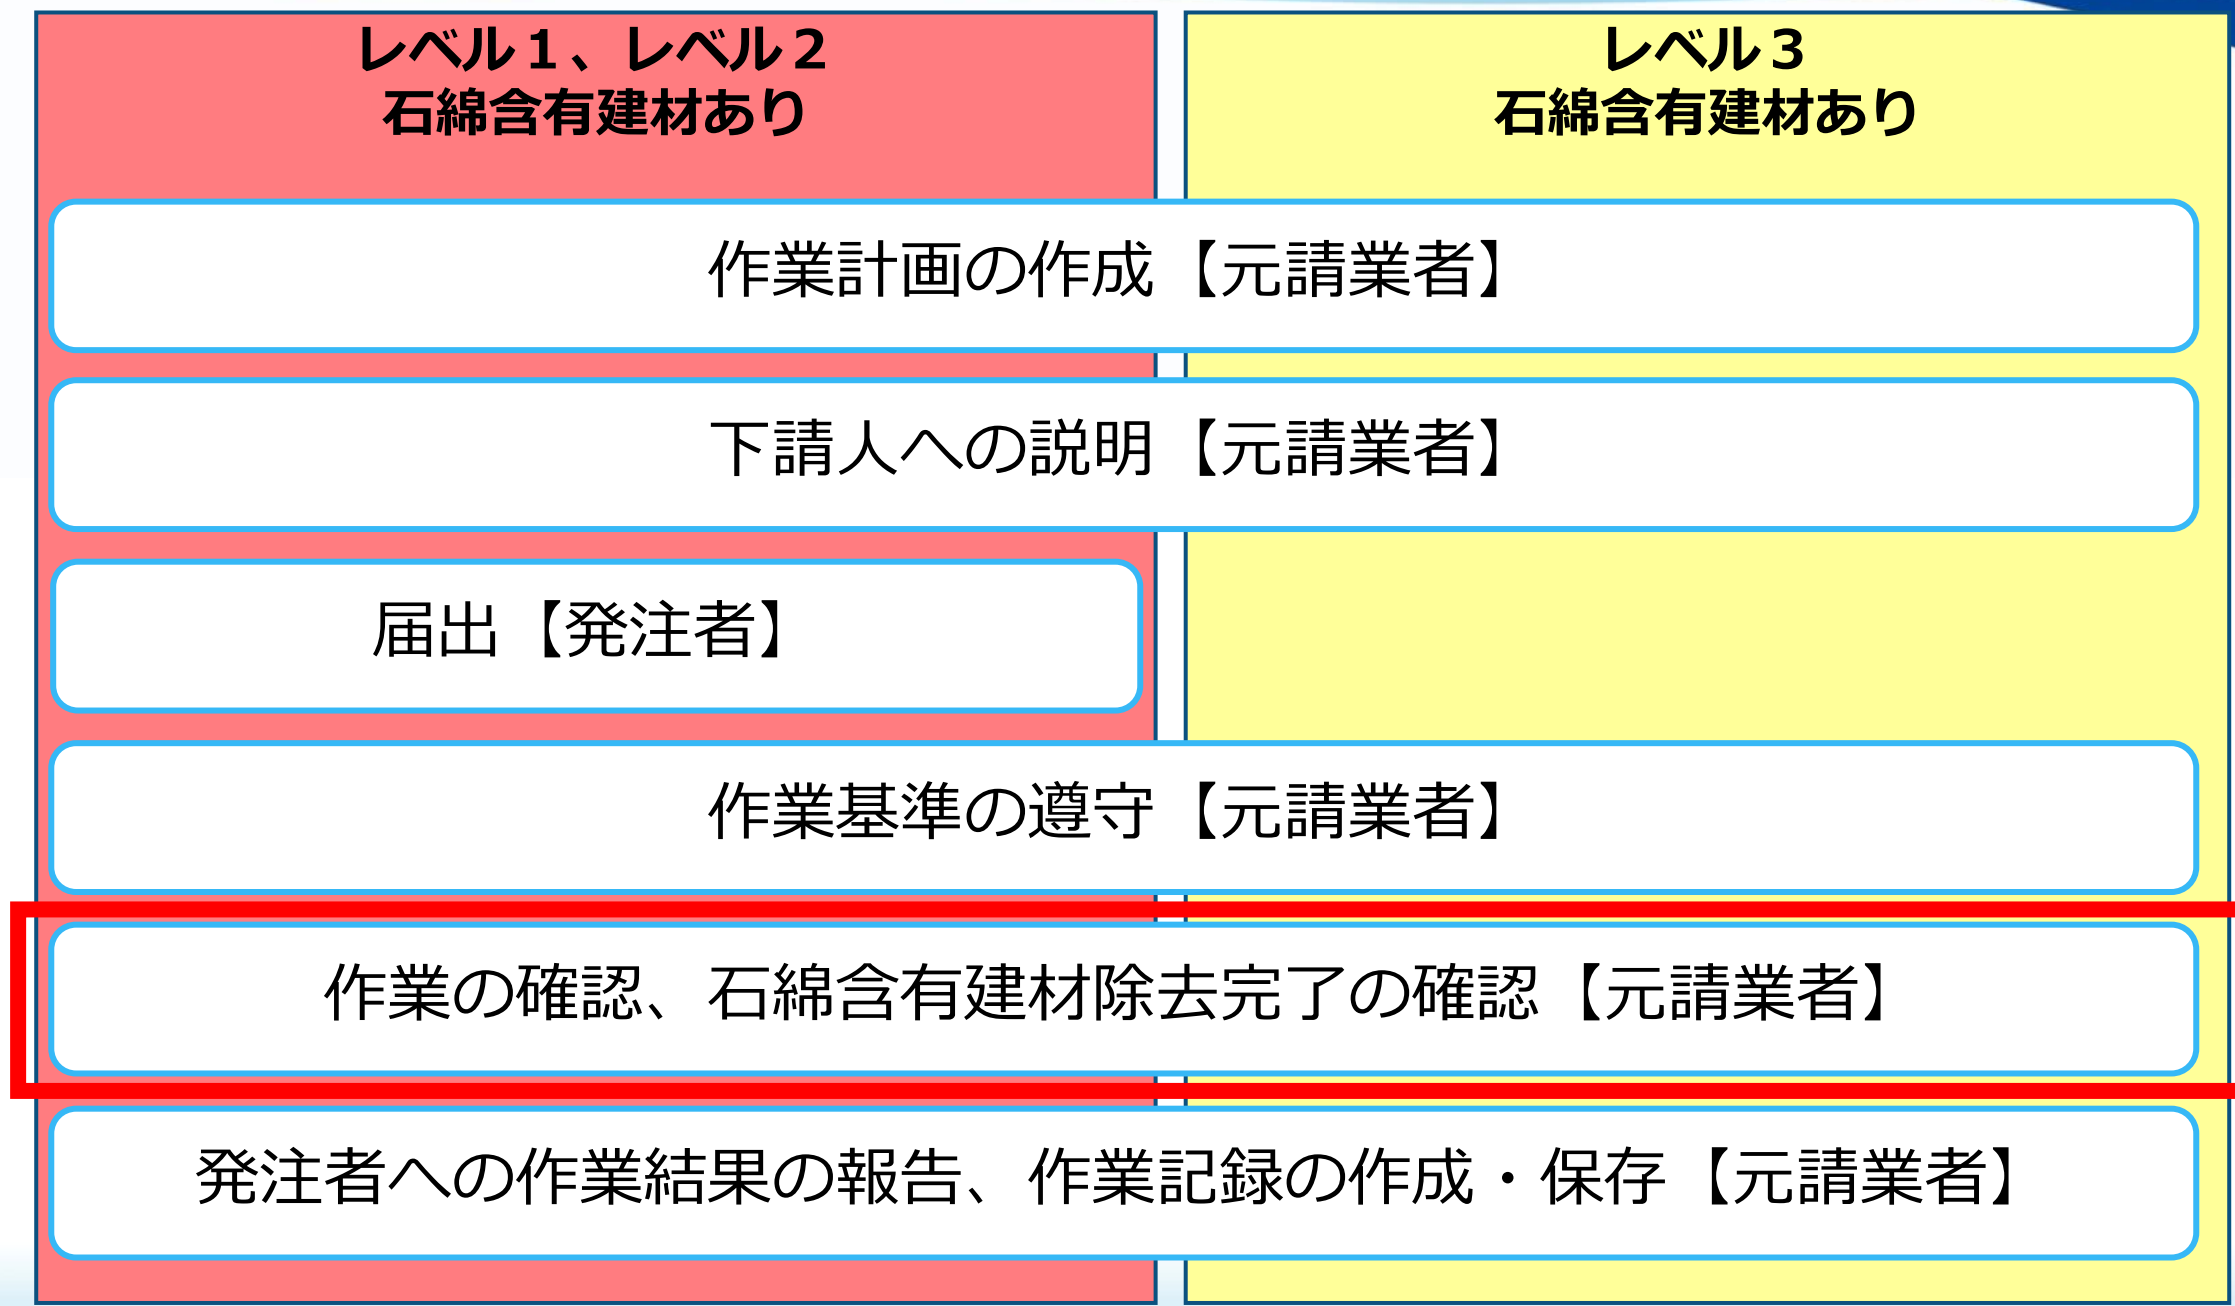 レベル１、レベル２
石綿含有建材あり
レベル３
石綿含有建材あり
作業計画の作成【元請業者】
下請人への説明【元請業者】
届出【発注者】
作業基準の遵守【元請業者】
作業の確認、石綿含有建材除去完了の確認【元請業者】
発注者への作業結果の報告、作業記録の作成・保存【元請業者】